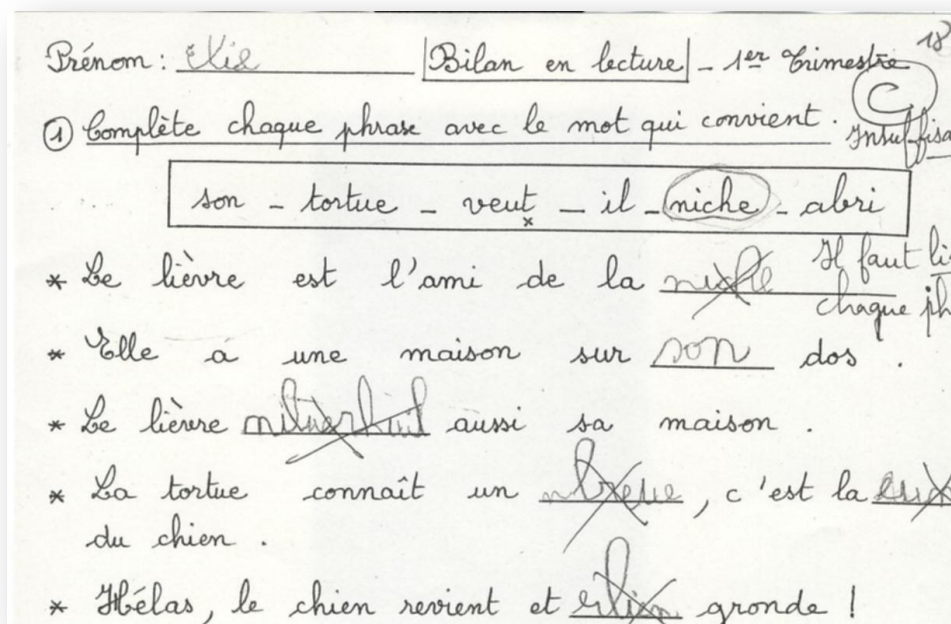 Prénom : Elie Bilan en lecture - 1er Trimestre 18
C
① Complète chaque phrase avec le mot qui convient . Insuffisa
son - tortue - veut - il - niche - abri
* Le lièvre est l'ami de la niche Il faut li
chaque ph
* Elle a une maison sur son dos .
* Le lièvre aussi sa maison .
* La tortue connaît un , c'est la
du chien .
* Hélas, le chien revient et gronde !